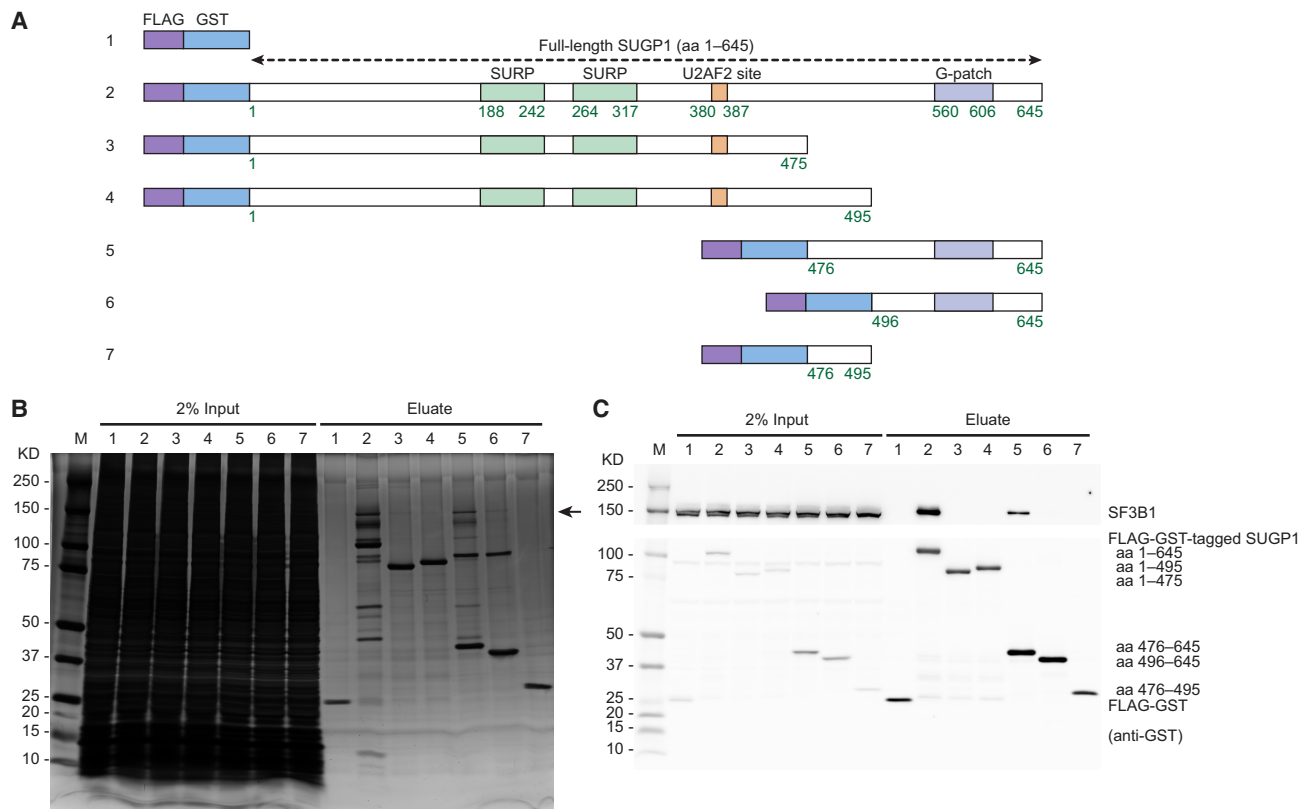 A
FLAG GST
1
Full-length SUGP1 (aa 1–645)
SURP SURP U2AF2 site G-patch
2
1 188 242 264 317 380 387 560 606 645
3
1 475
4
1 495
5
476 645
6
496 645
7
476 495
B
2% Input Eluate
M 1 2 3 4 5 6 7 1 2 3 4 5 6 7
KD
250
150
100
75
50
37
25
20
15
10
C
2% Input Eluate
M 1 2 3 4 5 6 7 1 2 3 4 5 6 7
KD
250
150
SF3B1
FLAG-GST-tagged SUGP1
100
aa 1–645
aa 1–495
75
aa 1–475
50
aa 476–645
37
aa 496–645
aa 476–495
25
FLAG-GST
20
15
(anti-GST)
10